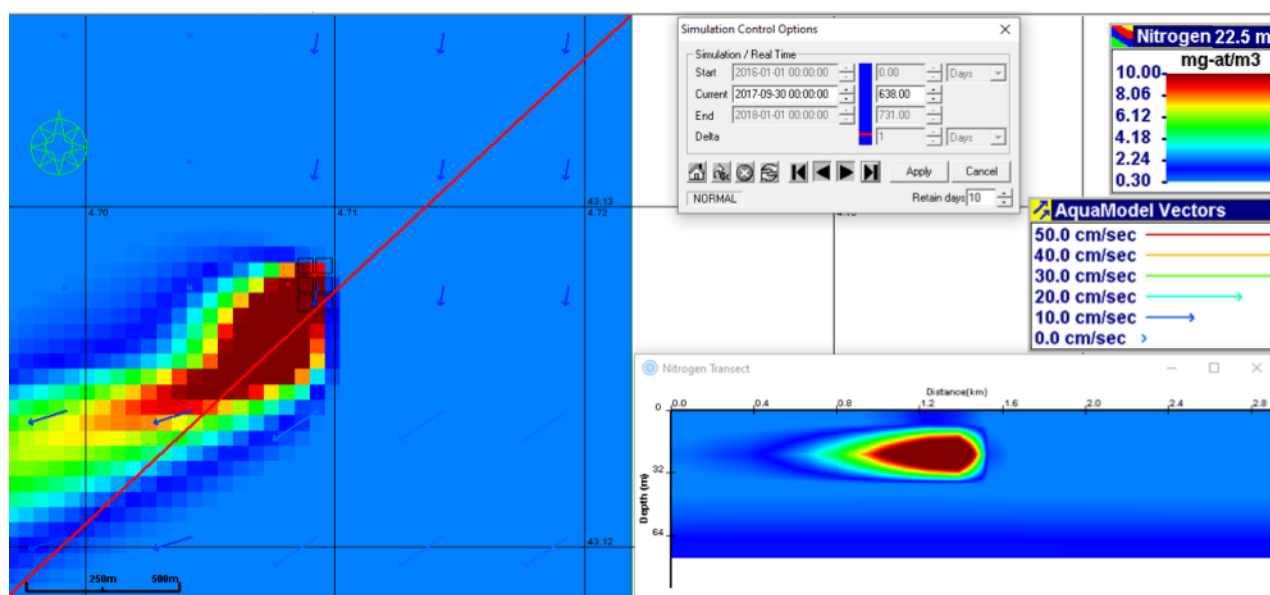 Simulation Control Options
Simulation / Real Time
Start 2016-01-01 00:00:00 0.00 Days
Current 2017-09-30 00:00:00 638.00
End 2018-01-01 00:00:00 731.00
Delta 1 Days
Apply Cancel
NORMAL Retain days 10
Nitrogen 22.5 m
mg-at/m3
10.00
8.06
6.12
4.18
2.24
0.30
AquaModel Vectors
50.0 cm/sec
40.0 cm/sec
30.0 cm/sec
20.0 cm/sec
10.0 cm/sec
0.0 cm/sec
43.13
4.70 4.71 4.72
43.12
250m 500m
Nitrogen Transect
Distance(km)
0.0 0.4 0.8 1.2 1.6 2.0 2.4 2.8
Depth (m)
0
32
64